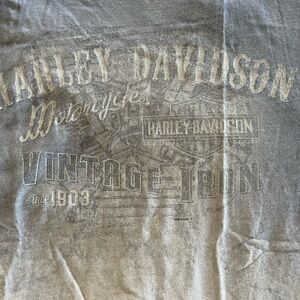 HARLEY DAVIDSON
Motorcycles
HARLEY-DAVIDSON
VINTAGE IRON
since 1903